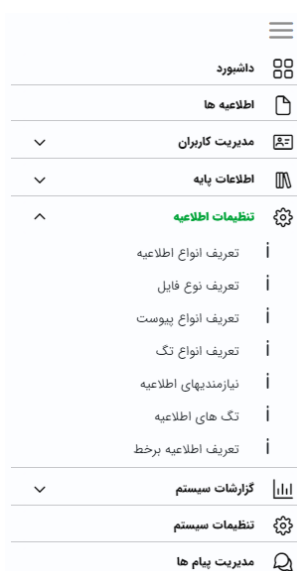 داشبورد
اطلاعیه ها
مدیریت کاربران
اطلاعات پایه
تنظیمات اطلاعیه
تعریف انواع اطلاعیه
تعریف نوع فایل
تعریف انواع پیوست
تعریف انواع تگ
نیازمندیهای اطلاعیه
تگ های اطلاعیه
تعریف اطلاعیه برخط
گزارشات سیستم
تنظیمات سیستم
مدیریت پیام ها